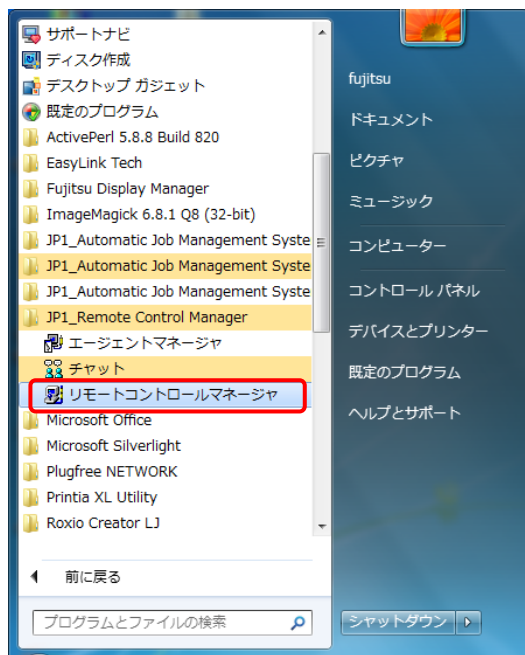 サポートナビ
ディスク作成
デスクトップ ガジェット
既定のプログラム
ActivePerl 5.8.8 Build 820
EasyLink Tech
Fujitsu Display Manager
ImageMagick 6.8.1 Q8 (32-bit)
JP1_Automatic Job Management Syste
JP1_Automatic Job Management Syste
JP1_Automatic Job Management Syste
JP1_Remote Control Manager
エージェントマネージャ
チャット
リモートコントロールマネージャ
Microsoft Office
Microsoft Silverlight
Plugfree NETWORK
Printia XL Utility
Roxio Creator LJ
前に戻る
プログラムとファイルの検索
fujitsu
ドキュメント
ピクチャ
ミュージック
コンピューター
コントロール パネル
デバイスとプリンター
既定のプログラム
ヘルプとサポート
シャットダウン